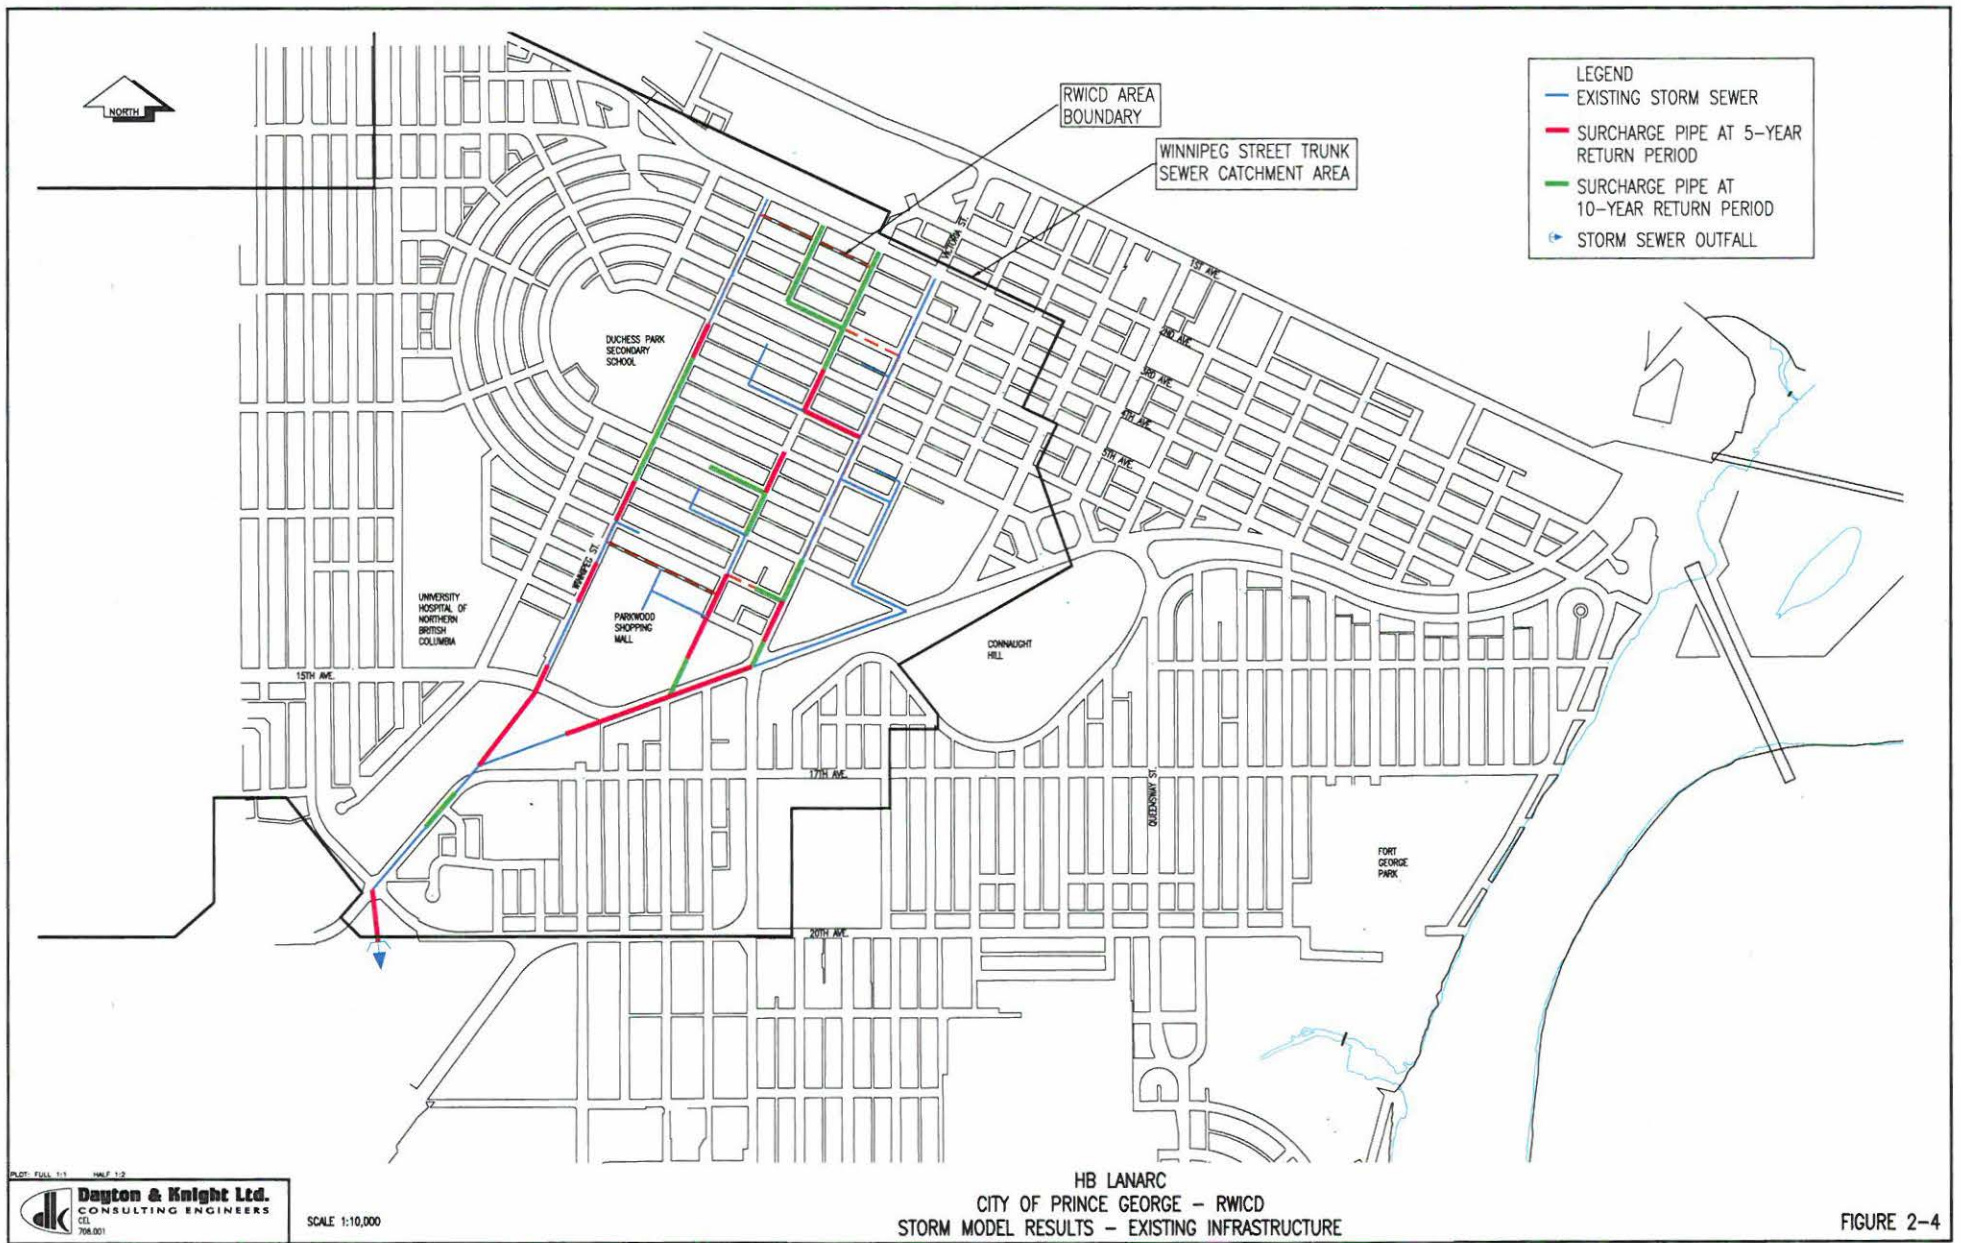 NORTH
RWICD AREA
BOUNDARY
WINNIPEG STREET TRUNK
SEWER CATCHMENT AREA
LEGEND
EXISTING STORM SEWER
SURCHARGE PIPE AT 5-YEAR
RETURN PERIOD
SURCHARGE PIPE AT
10-YEAR RETURN PERIOD
STORM SEWER OUTFALL
VICTORIA ST.
1ST AVE.
2ND AVE.
3RD AVE.
4TH AVE.
5TH AVE.
DUCHESS PARK
SECONDARY
SCHOOL
WINNIPEG ST.
UNIVERSITY
HOSPITAL OF
NORTHERN
BRITISH
COLUMBIA
PARKWOOD
SHOPPING
MALL
CONNAUGHT
HILL
15TH AVE.
17TH AVE.
QUEENSWAY ST.
FORT
GEORGE
PARK
20TH AVE.
PLOT: FULL 1:1 HALF 1:2
dk
Dayton & Knight Ltd.
CONSULTING ENGINEERS
CEL
708.001
SCALE 1:10,000
HB LANARC
CITY OF PRINCE GEORGE - RWICD
STORM MODEL RESULTS - EXISTING INFRASTRUCTURE
FIGURE 2-4